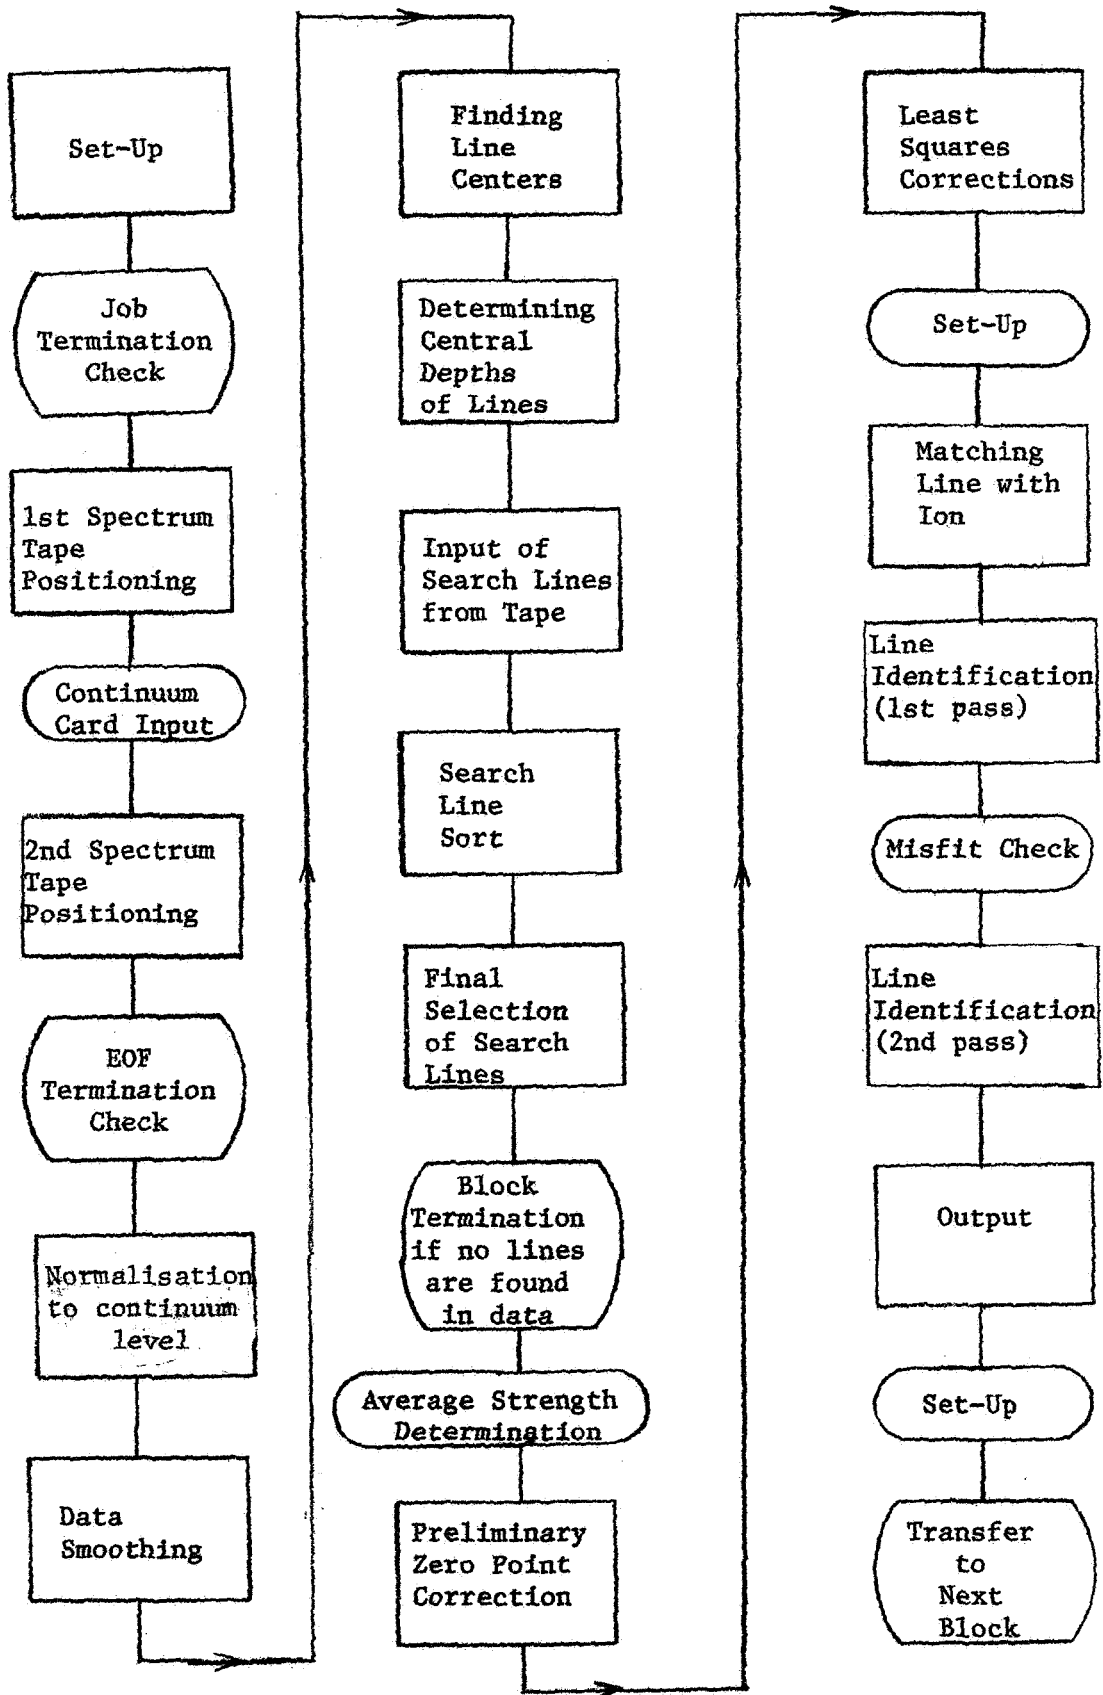 Set-Up
Job
Termination
Check
1st Spectrum
Tape
Positioning
Continuum
Card Input
2nd Spectrum
Tape
Positioning
EOF
Termination
Check
Normalisation
to continuum
level
Data
Smoothing
Finding
Line
Centers
Determining
Central
Depths
of Lines
Input of
Search Lines
from Tape
Search
Line
Sort
Final
Selection
of Search
Lines
Block
Termination
if no lines
are found
in data
Average Strength
Determination
Preliminary
Zero Point
Correction
Least
Squares
Corrections
Set-Up
Matching
Line with
Ion
Line
Identification
(1st pass)
Misfit Check
Line
Identification
(2nd pass)
Output
Set-Up
Transfer
to
Next
Block